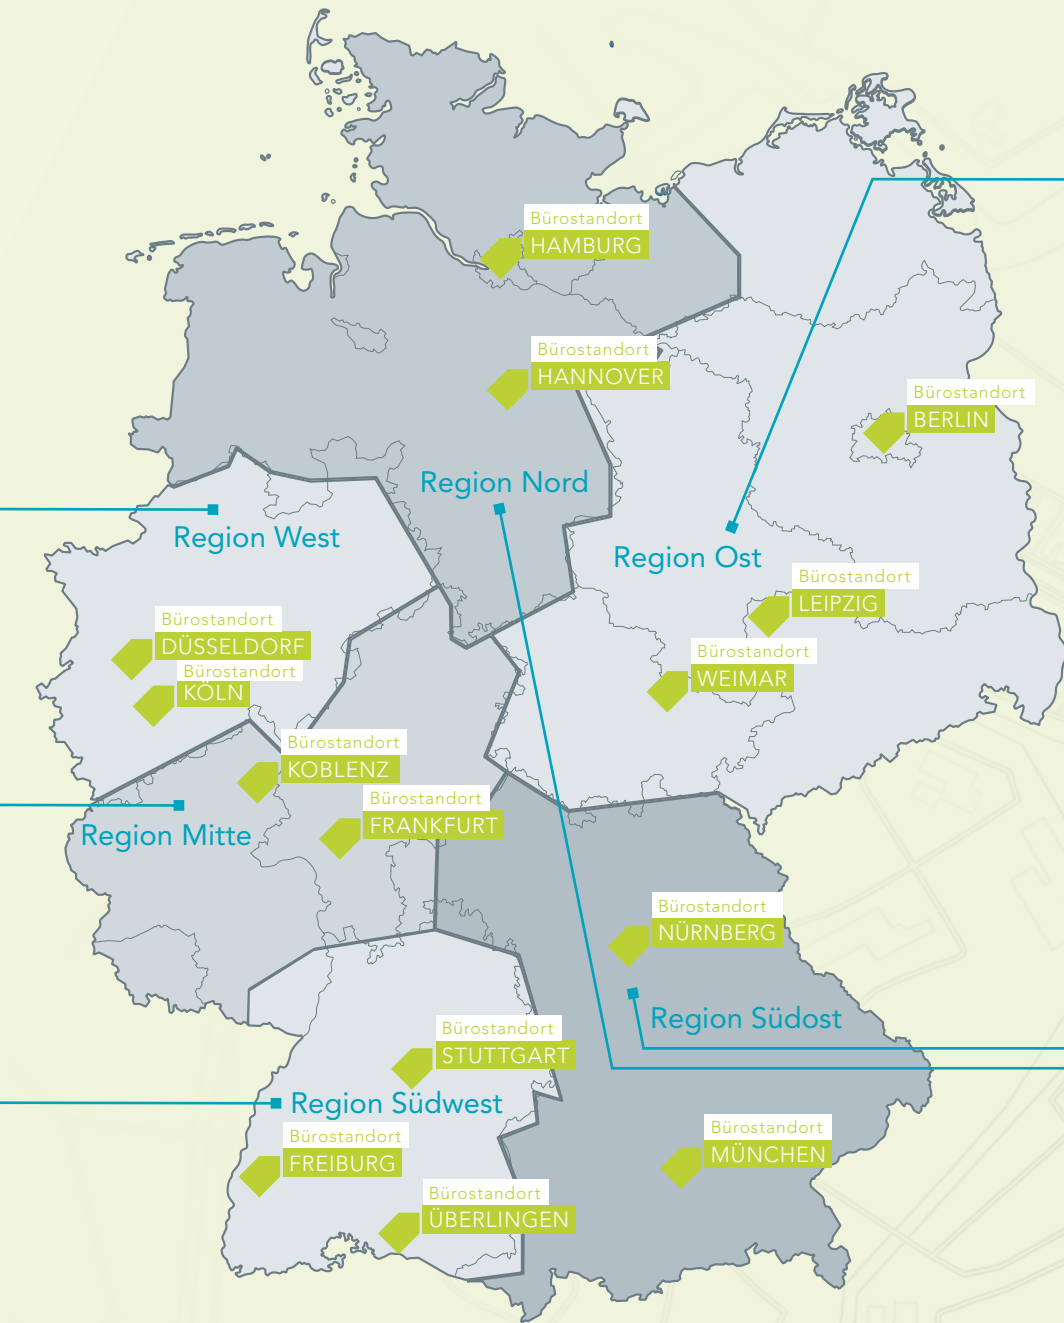 Bürostandort
HAMBURG
Bürostandort
HANNOVER
Bürostandort
BERLIN
Region Nord
Region West
Region Ost
Bürostandort
LEIPZIG
Bürostandort
DÜSSELDORF
Bürostandort
KÖLN
Bürostandort
WEIMAR
Bürostandort
KOBLENZ
Bürostandort
FRANKFURT
Region Mitte
Bürostandort
NÜRNBERG
Region Südost
Bürostandort
STUTTGART
Region Südwest
Bürostandort
FREIBURG
Bürostandort
MÜNCHEN
Bürostandort
ÜBERLINGEN